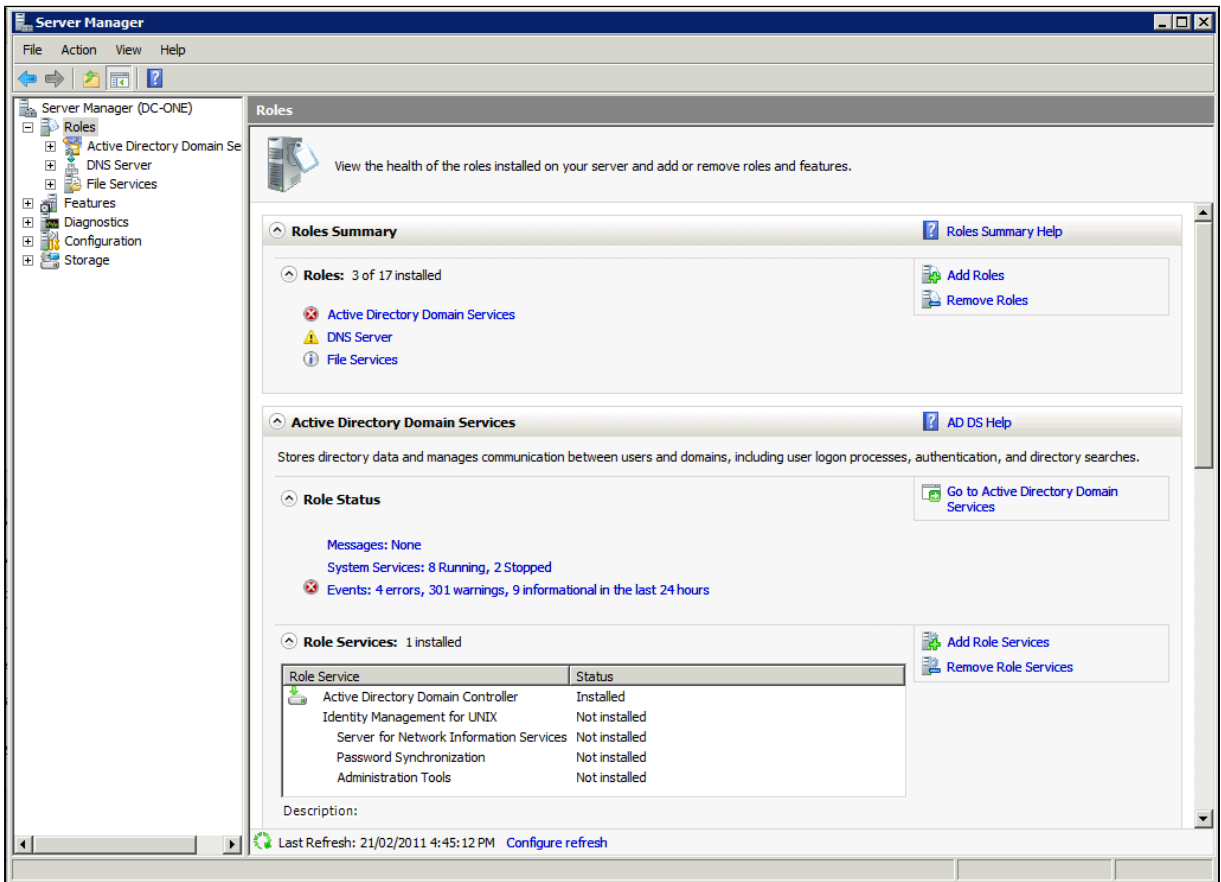 Server Manager
File Action View Help
Server Manager (DC-ONE)
Roles
Active Directory Domain Se
DNS Server
File Services
Features
Diagnostics
Configuration
Storage
Roles
View the health of the roles installed on your server and add or remove roles and features.
Roles Summary
Roles Summary Help
Roles: 3 of 17 installed
Add Roles
Remove Roles
Active Directory Domain Services
DNS Server
File Services
Active Directory Domain Services
AD DS Help
Stores directory data and manages communication between users and domains, including user logon processes, authentication, and directory searches.
Role Status
Go to Active Directory Domain
Services
Messages: None
System Services: 8 Running, 2 Stopped
Events: 4 errors, 301 warnings, 9 informational in the last 24 hours
Role Services: 1 installed
Add Role Services
Remove Role Services
Role Service Status
Active Directory Domain Controller Installed
Identity Management for UNIX Not installed
Server for Network Information Services Not installed
Password Synchronization Not installed
Administration Tools Not installed
Description:
Last Refresh: 21/02/2011 4:45:12 PM Configure refresh